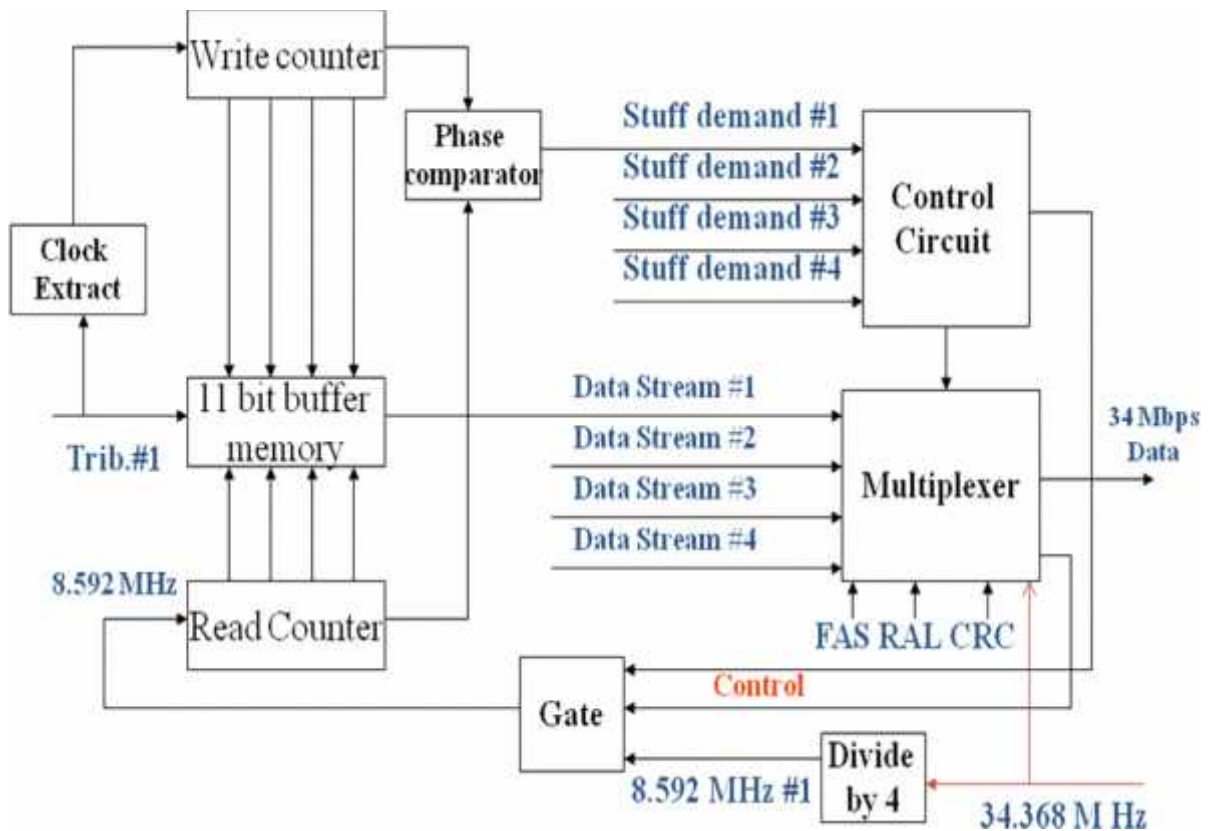 Write counter
Phase
comparator
Stuff demand #1
Stuff demand #2
Stuff demand #3
Stuff demand #4
Control
Circuit
Clock
Extract
Trib.#1
11 bit buffer
memory
Data Stream #1
Data Stream #2
Data Stream #3
Data Stream #4
Multiplexer
34 Mbps
Data
8.592 MHz
Read Counter
FAS RAL CRC
Control
Gate
Divide
by 4
8.592 MHz #1
34.368 M Hz